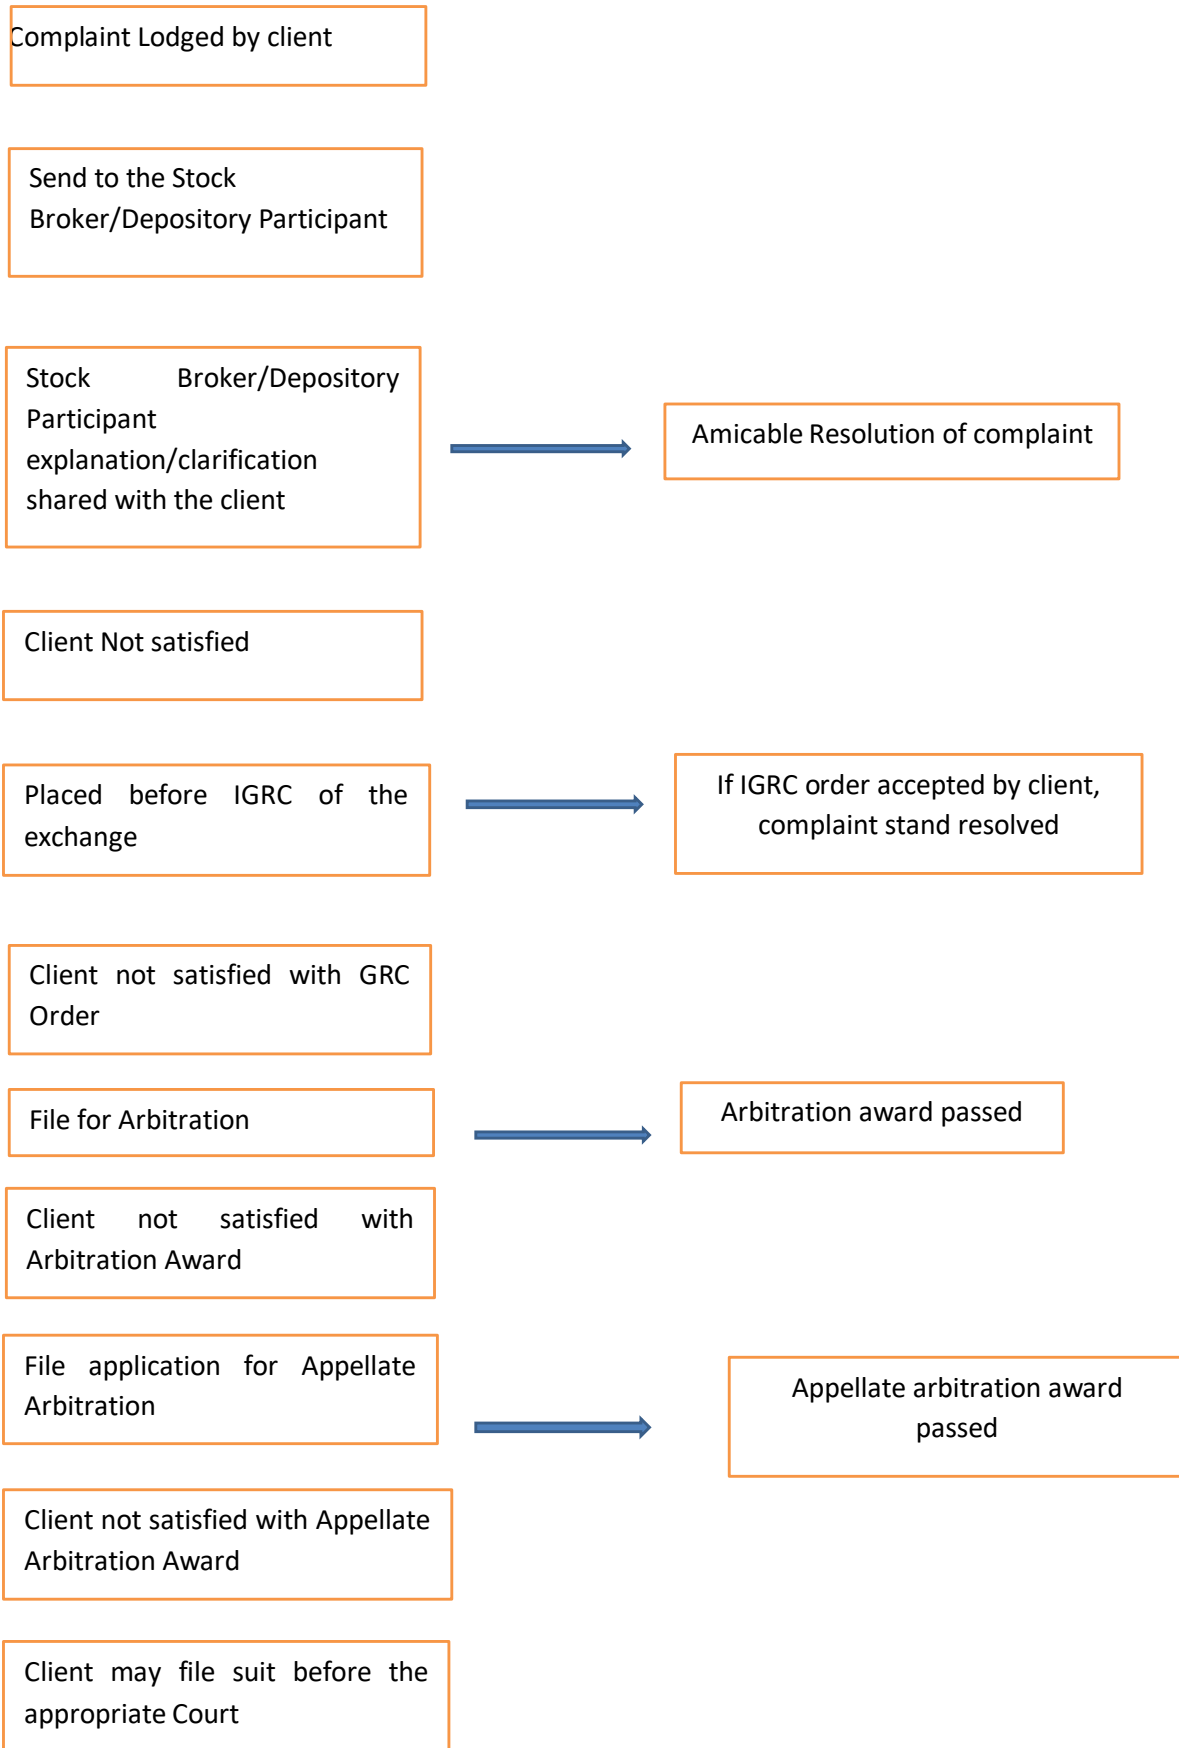 Complaint Lodged by client
Send to the Stock
Broker/Depository Participant
Stock Broker/Depository
Participant
explanation/clarification
shared with the client
Amicable Resolution of complaint
Client Not satisfied
Placed before IGRC of the
exchange
If IGRC order accepted by client,
complaint stand resolved
Client not satisfied with GRC
Order
File for Arbitration
Arbitration award passed
Client not satisfied with
Arbitration Award
File application for Appellate
Arbitration
Appellate arbitration award
passed
Client not satisfied with Appellate
Arbitration Award
Client may file suit before the
appropriate Court